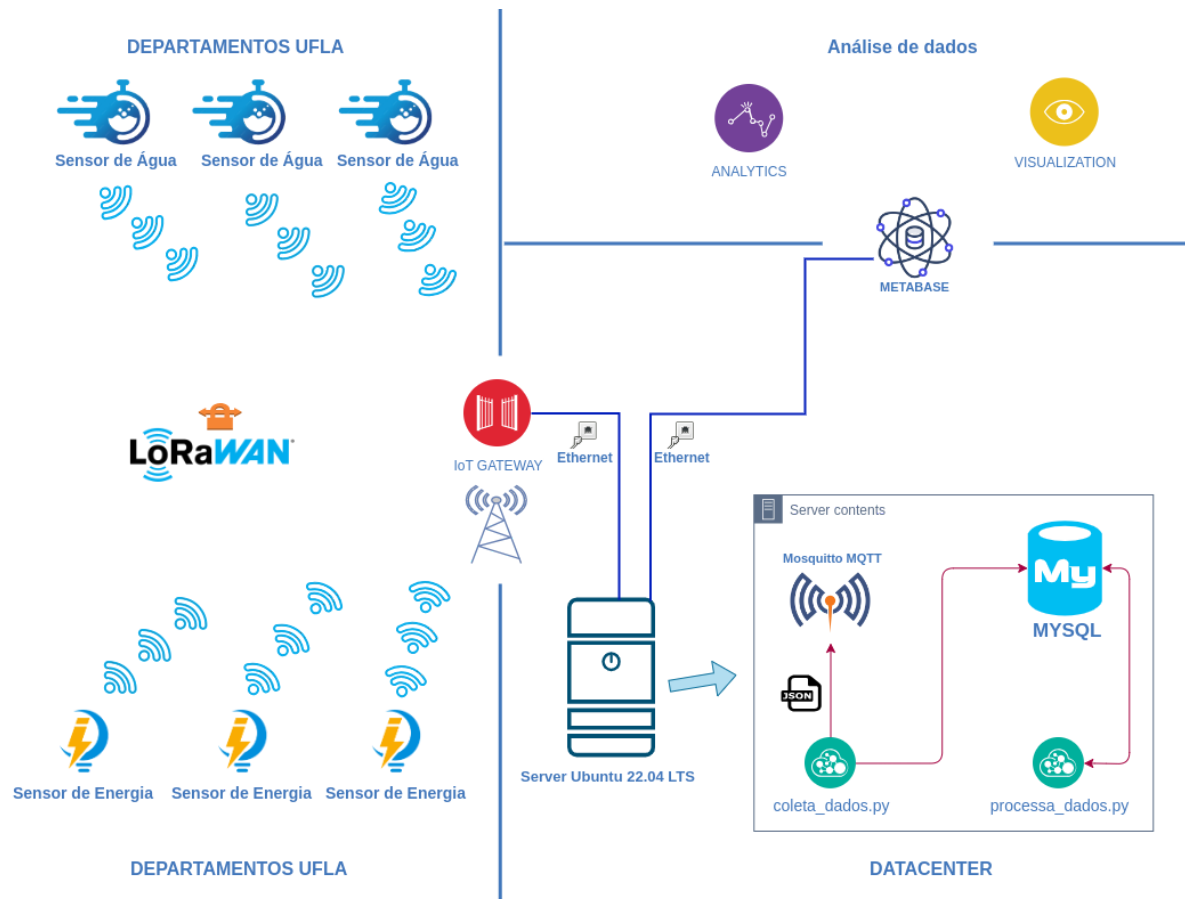 DEPARTAMENTOS UFLA
Análise de dados
Sensor de Água
Sensor de Água
Sensor de Água
ANALYTICS
VISUALIZATION
METABASE
LoRaWAN
IoT GATEWAY
Ethernet
Ethernet
Server contents
Mosquitto MQTT
My
MYSQL
JSON
Server Ubuntu 22.04 LTS
coleta_dados.py
processa_dados.py
Sensor de Energia
Sensor de Energia
Sensor de Energia
DEPARTAMENTOS UFLA
DATACENTER